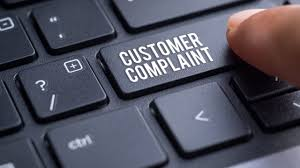 CUSTOMER
COMPLAINT
?
/
+
ctrl